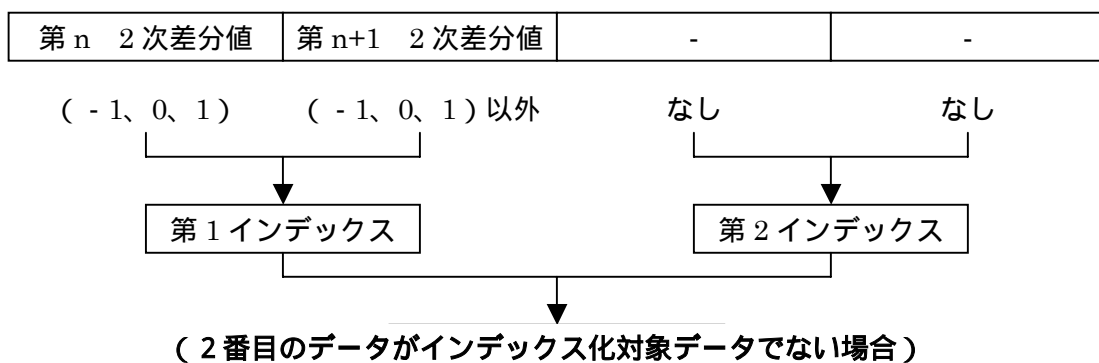 第 n 2 次差分値 第 n+1 2 次差分値 - -
( - 1、0、1 ) ( - 1、0、1 ) 以外 なし なし
第 1 インデックス 第 2 インデックス
( 2 番目のデータがインデックス化対象データでない場合 )